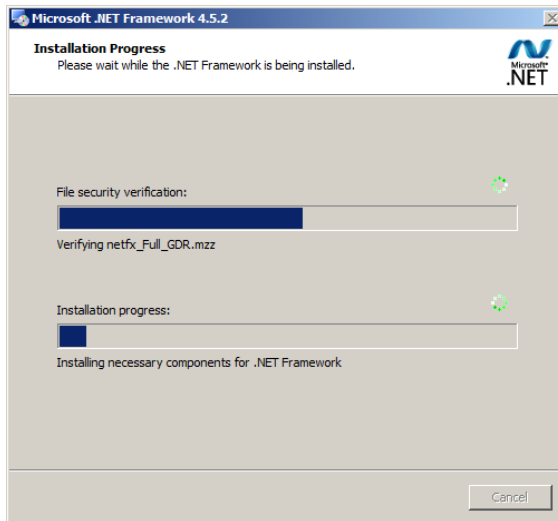 Microsoft .NET Framework 4.5.2
Installation Progress
Please wait while the .NET Framework is being installed.
Microsoft®
.NET
File security verification:
Verifying netfx_Full_GDR.mzz
Installation progress:
Installing necessary components for .NET Framework
Cancel